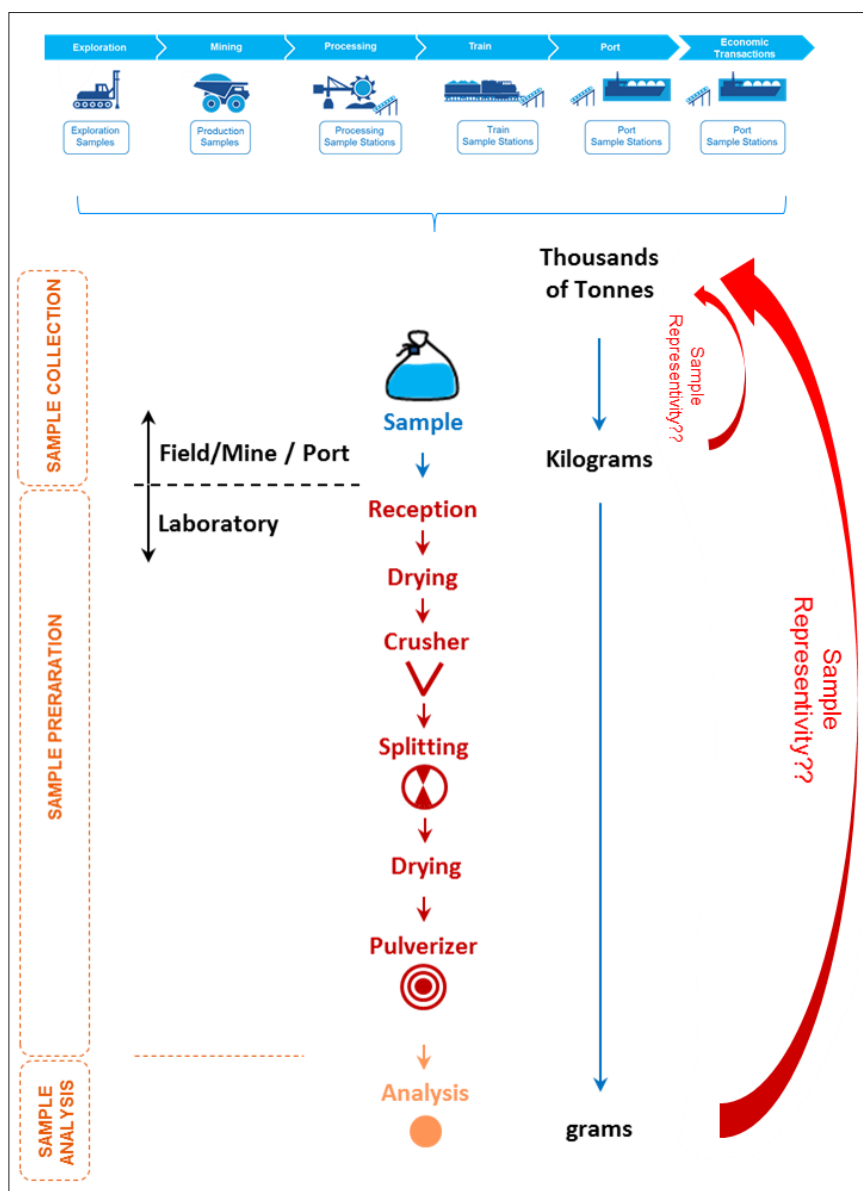 Exploration
Mining
Processing
Train
Port
Economic
Transactions
Exploration
Samples
Production
Samples
Processing
Sample Stations
Train
Sample Stations
Port
Sample Stations
Port
Sample Stations
SAMPLE COLLECTION
Thousands
of Tonnes
Sample
Representivity??
Sample
Field/Mine / Port
Kilograms
Laboratory
Reception
SAMPLE PRERARATION
Drying
Crusher
Splitting
Drying
Pulverizer
Sample
Representivity??
SAMPLE
ANALYSIS
Analysis
grams